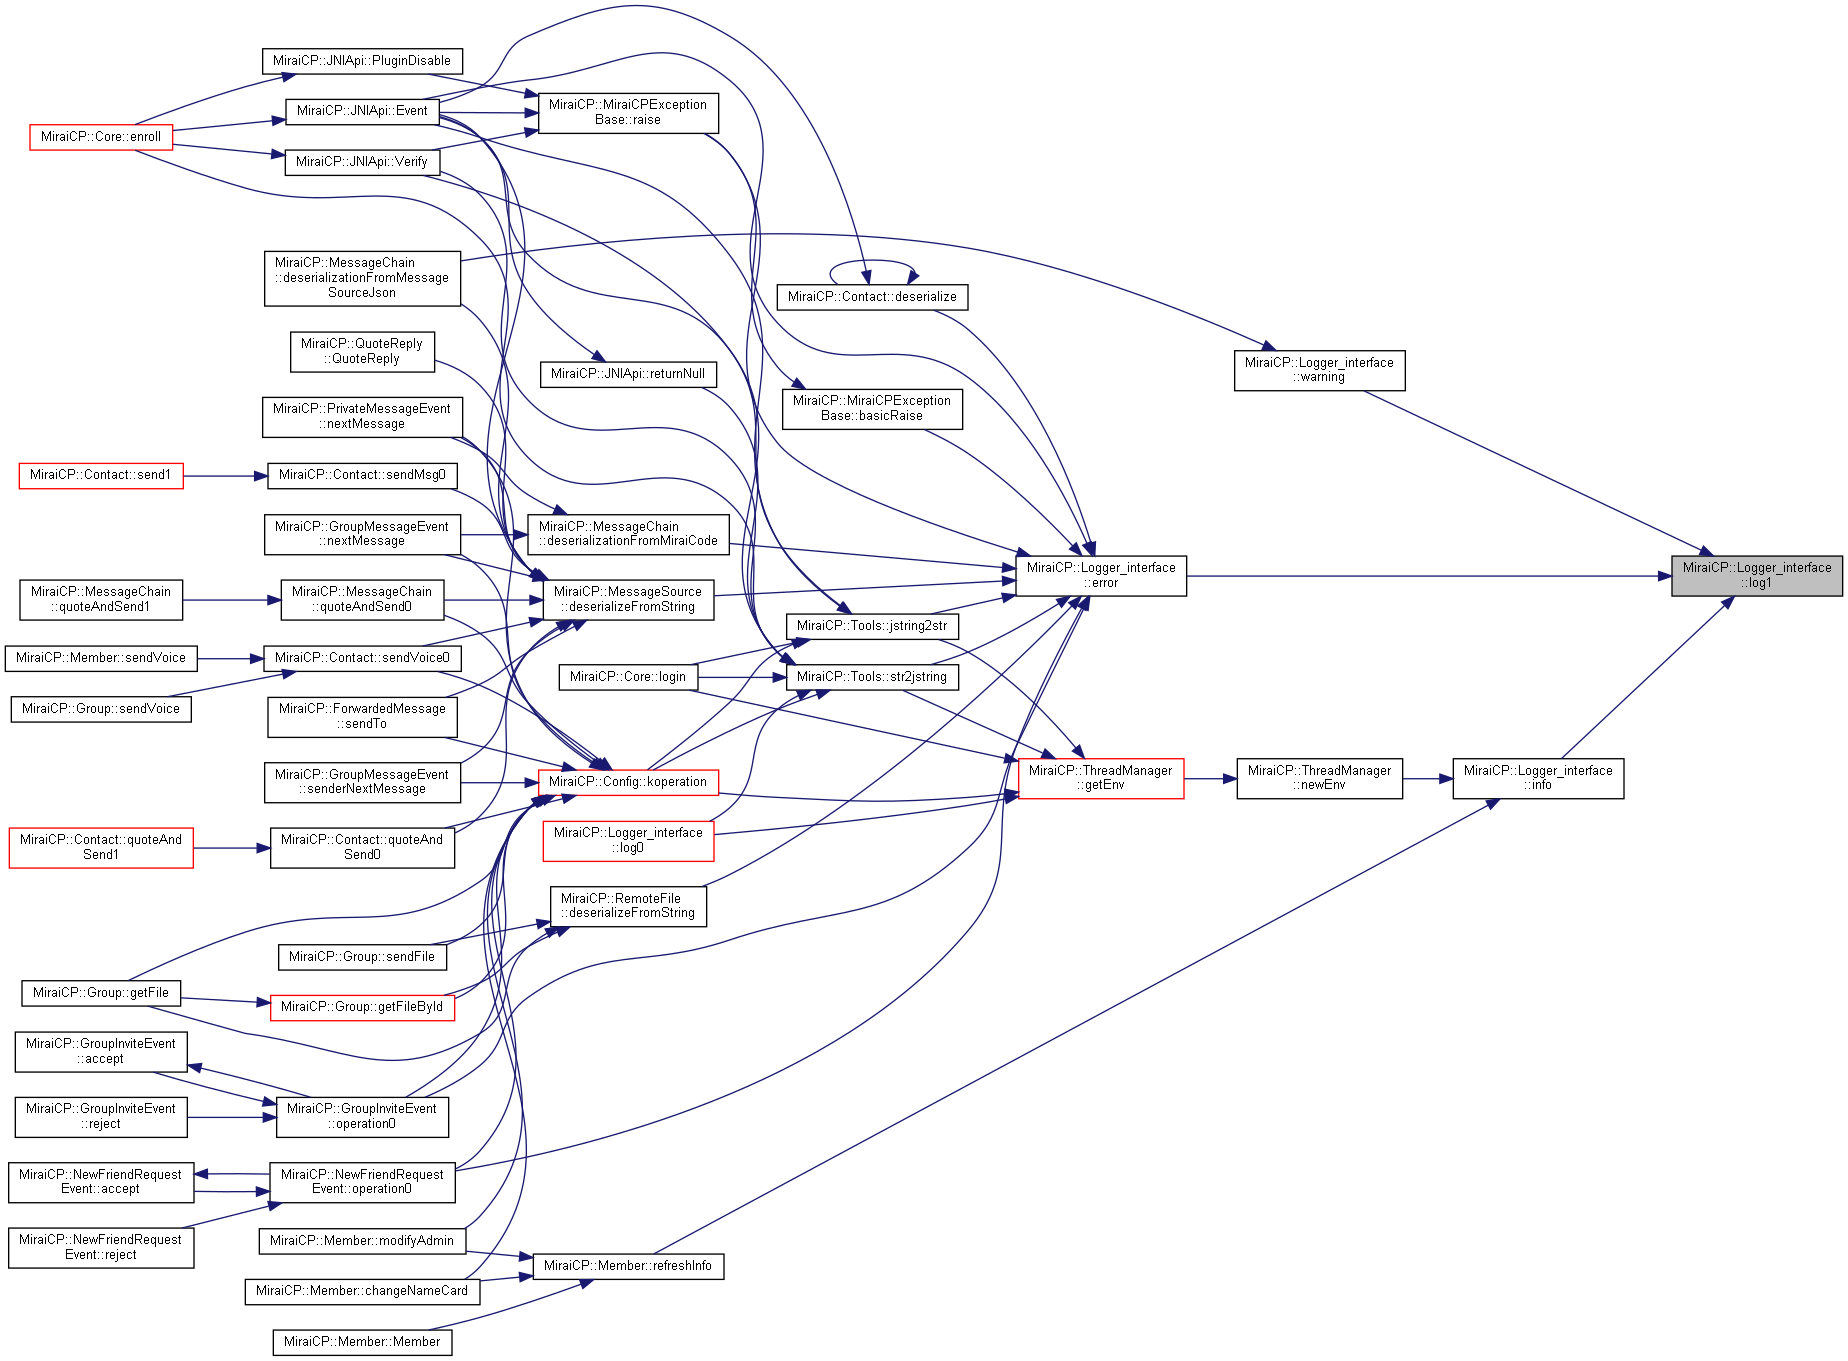 MiraiCP::JNIApi::PluginDisable
MiraiCP::JNIApi::Event
MiraiCP::MiraiCPException
Base::raise
MiraiCP::Core::enroll
MiraiCP::JNIApi::Verify
MiraiCP::MessageChain
::deserializationFromMessage
SourceJson
MiraiCP::Contact::deserialize
MiraiCP::QuoteReply
::QuoteReply
MiraiCP::JNIApi::returnNull
MiraiCP::Logger_interface
::warning
MiraiCP::MiraiCPException
Base::basicRaise
MiraiCP::PrivateMessageEvent
::nextMessage
MiraiCP::Contact::send1
MiraiCP::Contact::sendMsg0
MiraiCP::GroupMessageEvent
::nextMessage
MiraiCP::MessageChain
::deserializationFromMiraiCode
MiraiCP::Logger_interface
::error
MiraiCP::Logger_interface
::log1
MiraiCP::MessageChain
::quoteAndSend1
MiraiCP::MessageChain
::quoteAndSend0
MiraiCP::MessageSource
::deserializeFromString
MiraiCP::Tools::jstring2str
MiraiCP::Member::sendVoice
MiraiCP::Contact::sendVoice0
MiraiCP::Core::login
MiraiCP::Tools::str2jstring
MiraiCP::Group::sendVoice
MiraiCP::ForwardedMessage
::sendTo
MiraiCP::GroupMessageEvent
::senderNextMessage
MiraiCP::Config::koperation
MiraiCP::ThreadManager
::getEnv
MiraiCP::ThreadManager
::newEnv
MiraiCP::Logger_interface
::info
MiraiCP::Contact::quoteAnd
Send1
MiraiCP::Contact::quoteAnd
Send0
MiraiCP::Logger_interface
::log0
MiraiCP::RemoteFile
::deserializeFromString
MiraiCP::Group::sendFile
MiraiCP::Group::getFile
MiraiCP::Group::getFileById
MiraiCP::GroupInviteEvent
::accept
MiraiCP::GroupInviteEvent
::reject
MiraiCP::GroupInviteEvent
::operation0
MiraiCP::NewFriendRequest
Event::accept
MiraiCP::NewFriendRequest
Event::operation0
MiraiCP::NewFriendRequest
Event::reject
MiraiCP::Member::modifyAdmin
MiraiCP::Member::refreshInfo
MiraiCP::Member::changeNameCard
MiraiCP::Member::Member